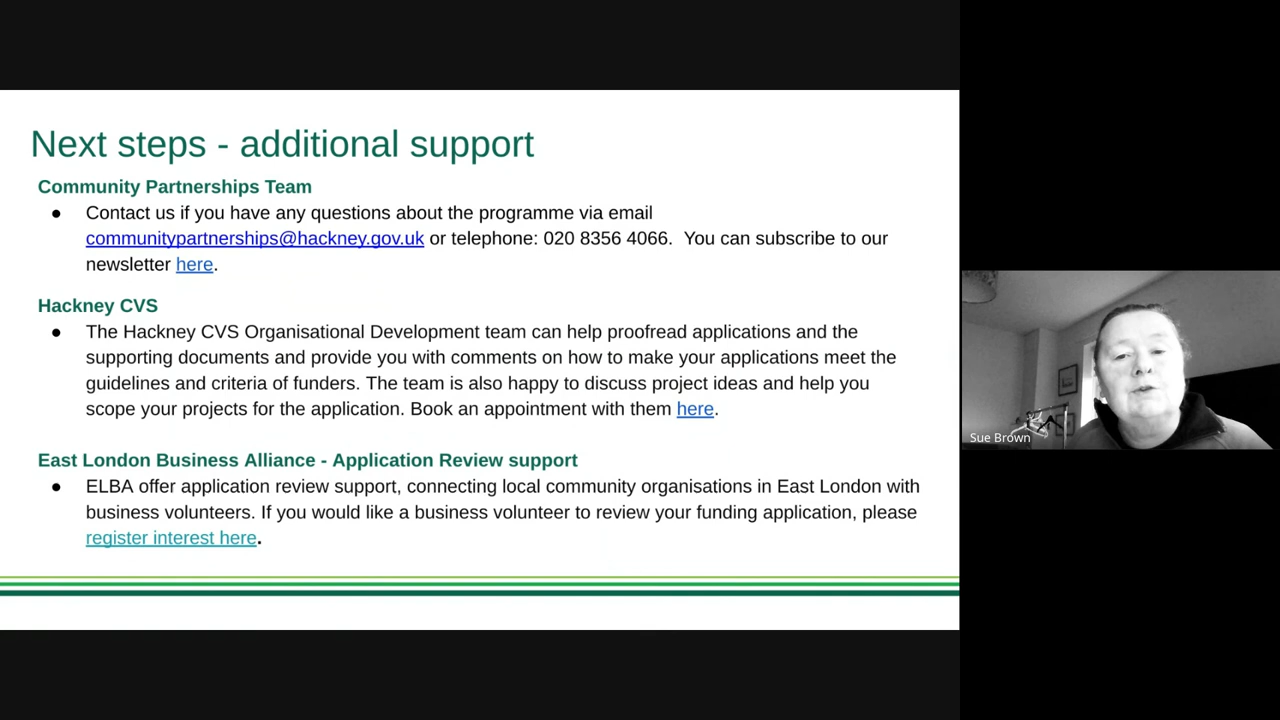 Next steps - additional support
Community Partnerships Team
● Contact us if you have any questions about the programme via email
communitypartnerships@hackney.gov.uk or telephone: 020 8356 4066.  You can subscribe to our
newsletter here.
Hackney CVS
● The Hackney CVS Organisational Development team can help proofread applications and the
supporting documents and provide you with comments on how to make your applications meet the
guidelines and criteria of funders. The team is also happy to discuss project ideas and help you
scope your projects for the application. Book an appointment with them here.
East London Business Alliance - Application Review support
● ELBA offer application review support, connecting local community organisations in East London with
business volunteers. If you would like a business volunteer to review your funding application, please
register interest here.
Sue Brown